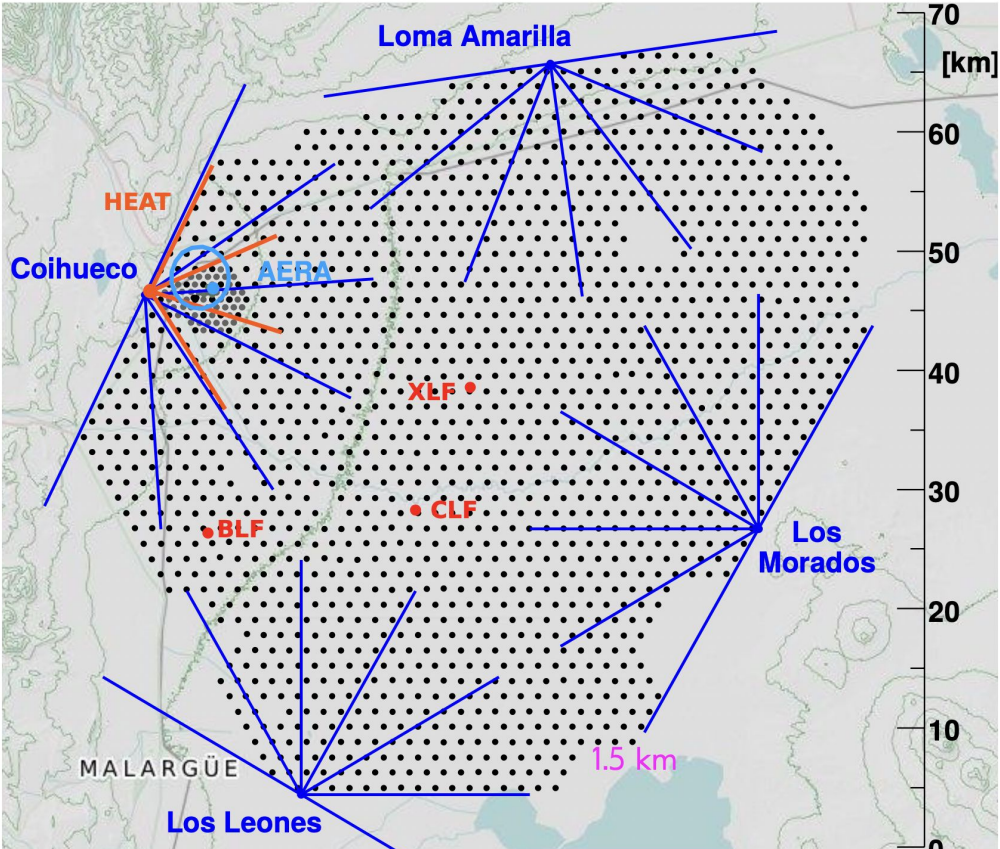 70
Loma Amarilla
[km]
60
HEAT
50
Coihueco
AERA
40
XLF
30
CLF
BLF
Los
Morados
20
10
1.5 km
MALARGÜE
Los Leones
0